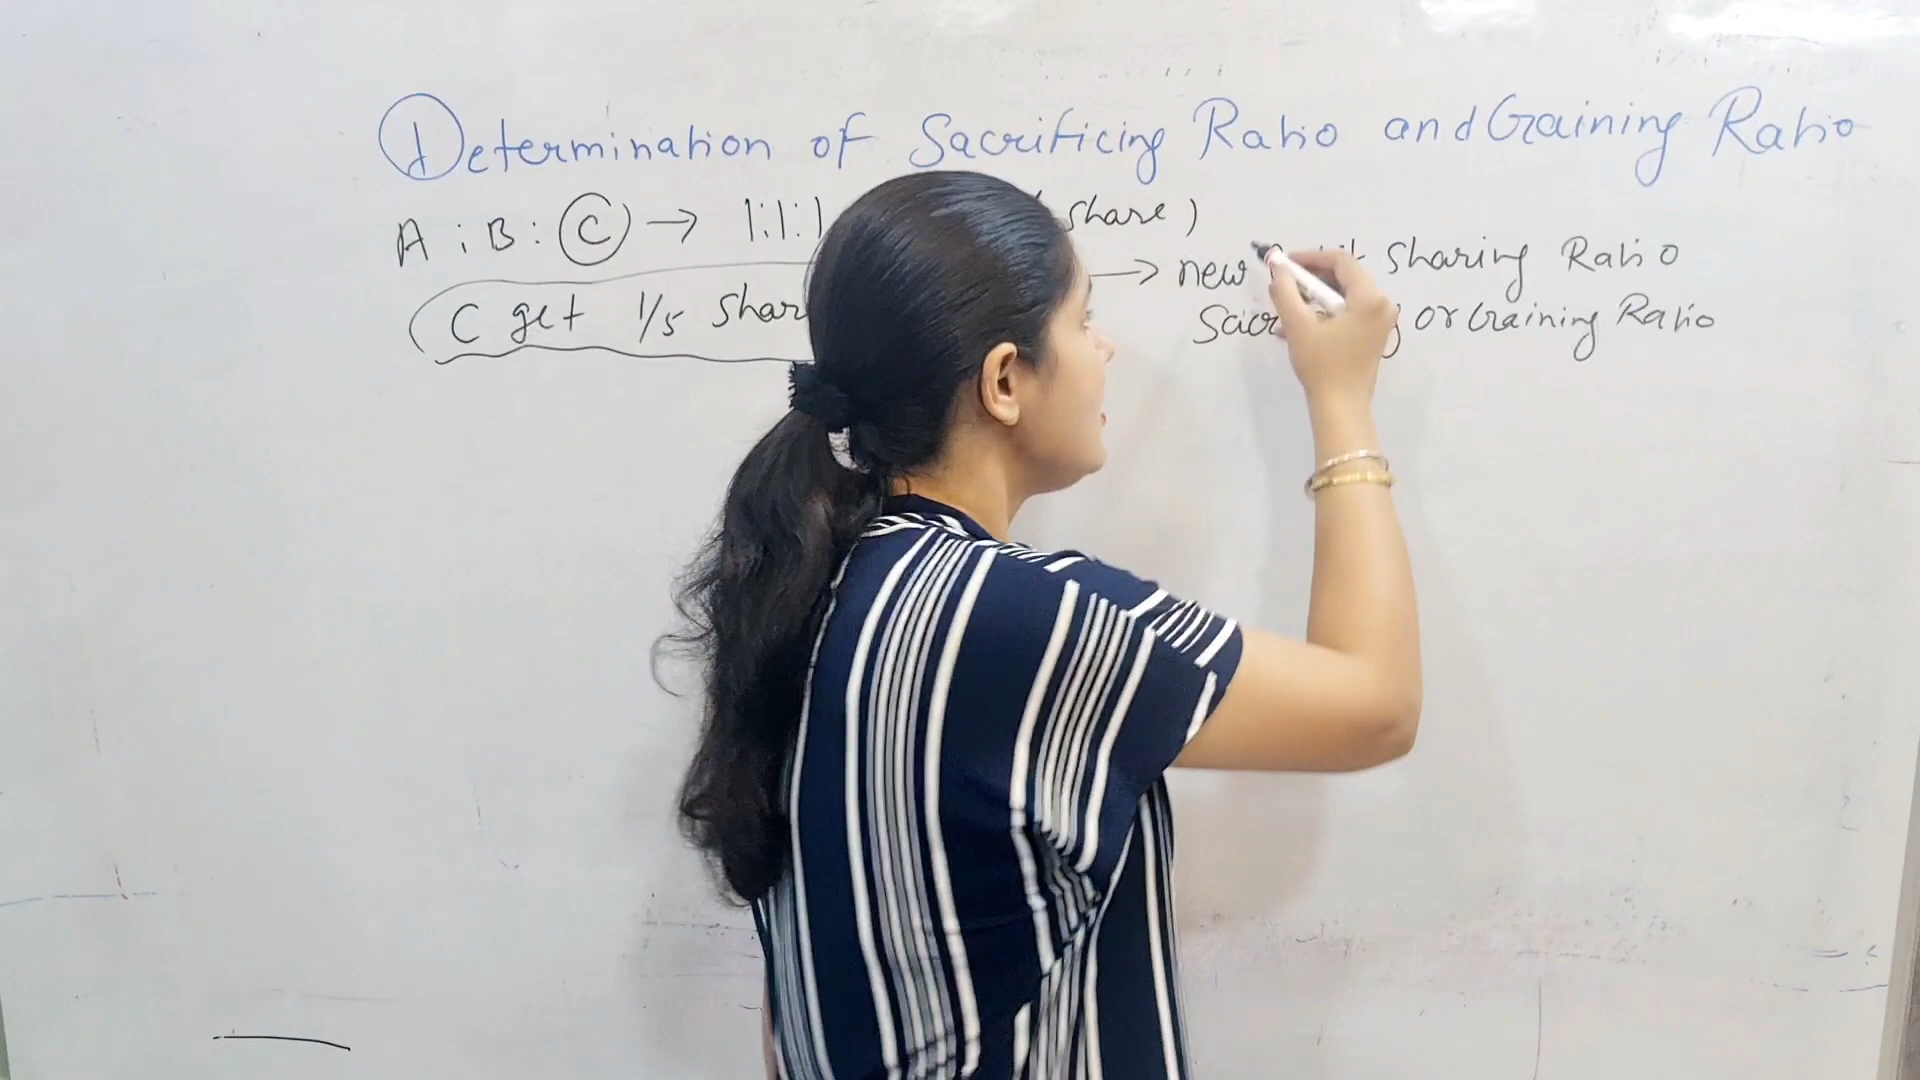 Determination of Sacrificing Ratio and Gaining Ratio
A : B : C → 1:1:1 share)
C get 1/5 Shar → new Sharing Ratio
or Gaining Ratio